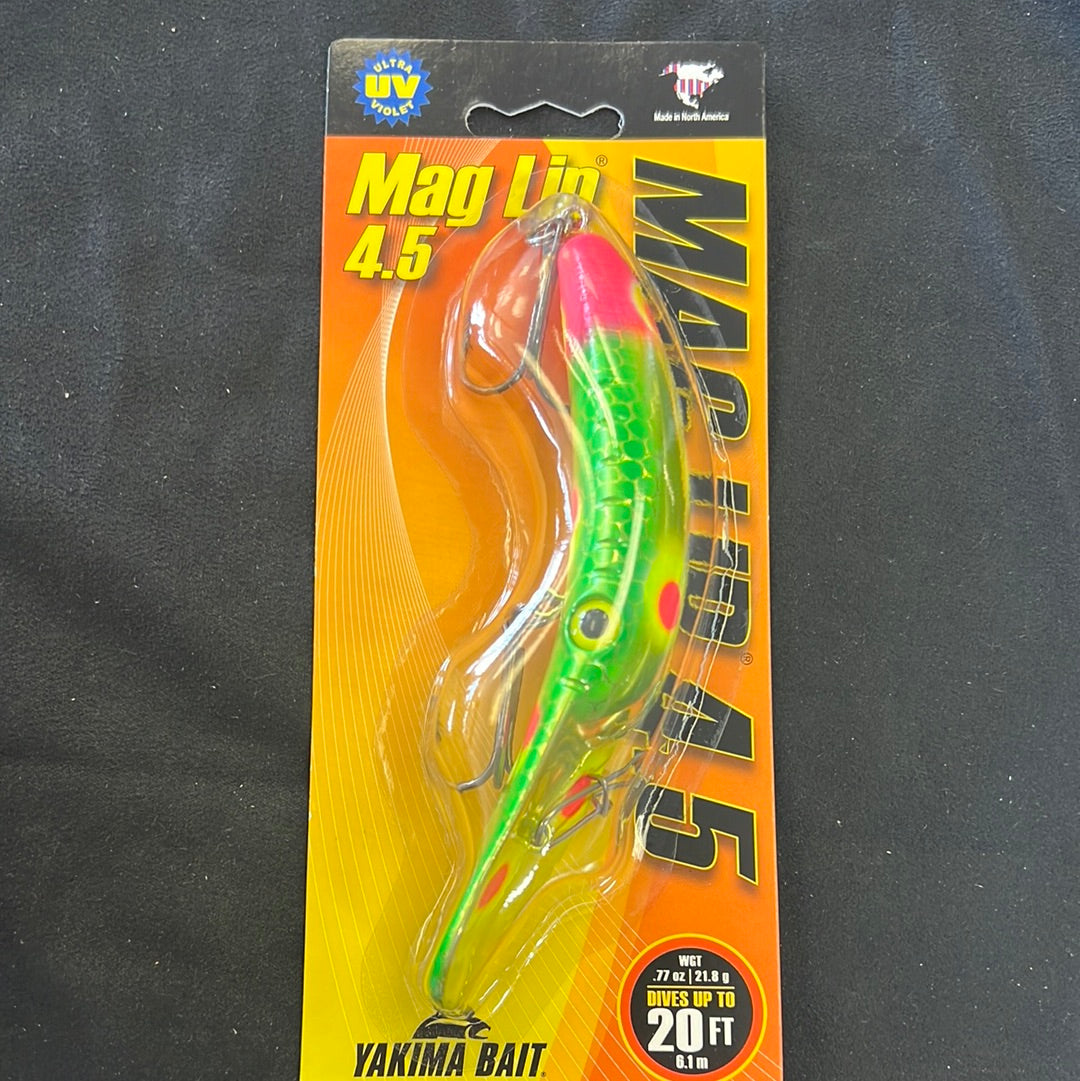 ULTRA
UV
VIOLET
Made in North America
Mag Lip®
4.5
MAG LIP® 4.5
WGT
.77 oz | 21.8 g
DIVES UP TO
20 FT
6.1 m
YAKIMA BAIT®